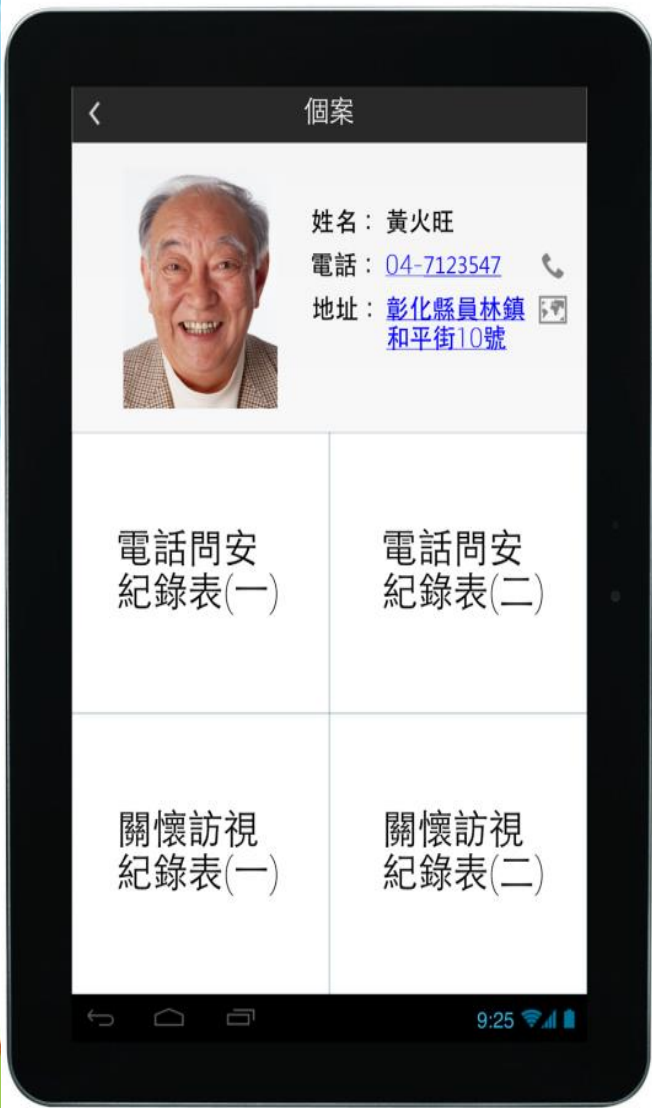 個案
姓名：黃火旺
電話：04-7123547
地址：彰化縣員林鎮
和平街10號
電話問安
紀錄表(一)
電話問安
紀錄表(二)
關懷訪視
紀錄表(一)
關懷訪視
紀錄表(二)
9:25